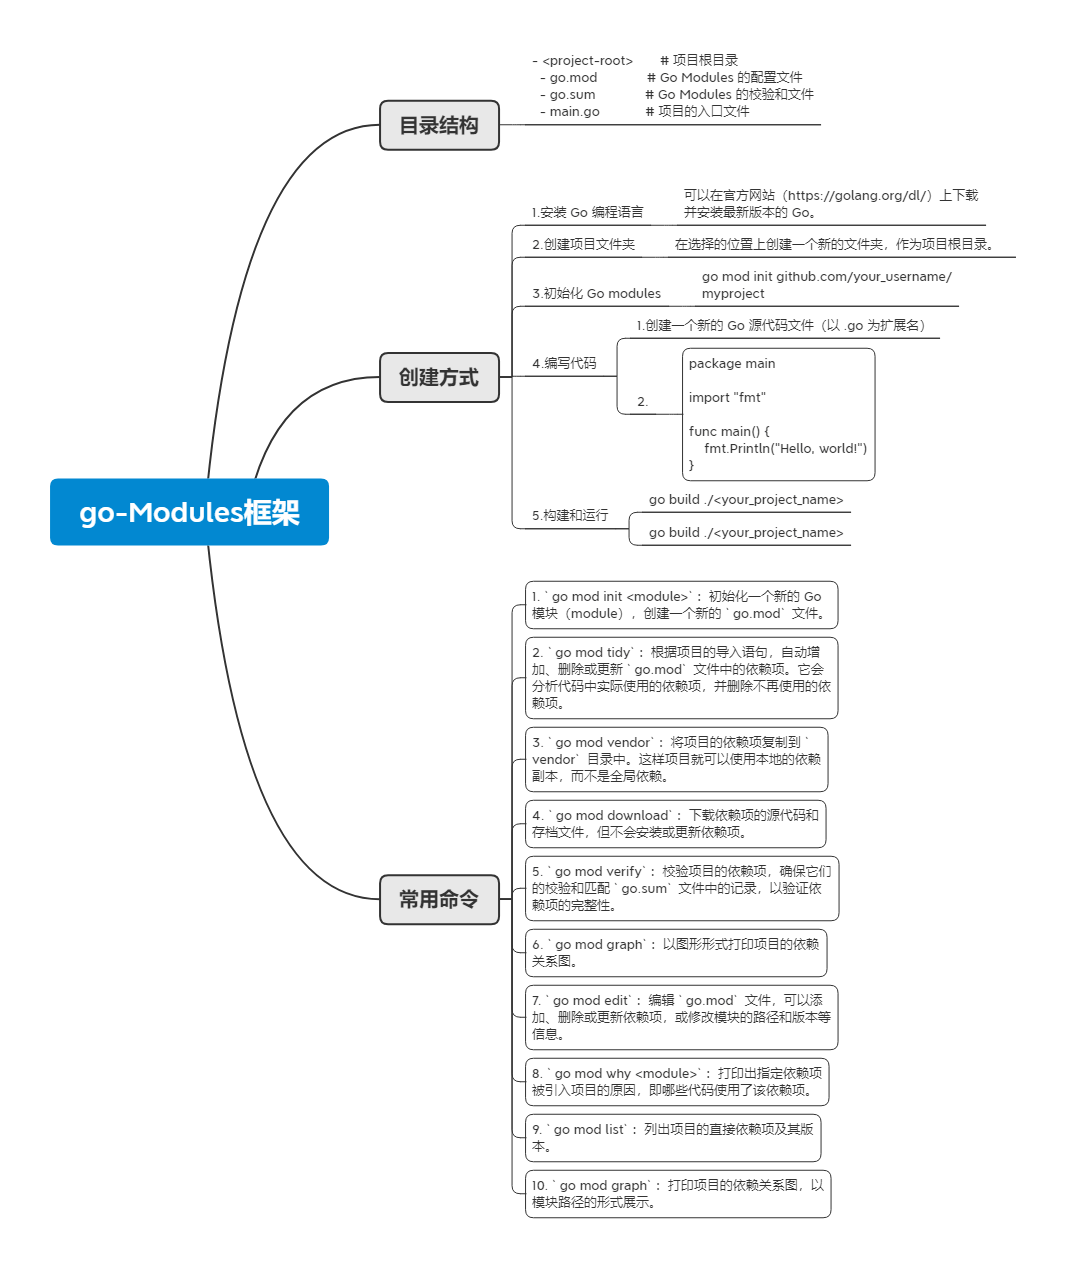 go-Modules框架
目录结构
- <project-root> # 项目根目录
- go.mod # Go Modules 的配置文件
- go.sum # Go Modules 的校验和文件
- main.go # 项目的入口文件
创建方式
1.安装 Go 编程语言
可以在官方网站（https://golang.org/dl/）上下载
并安装最新版本的 Go。
2.创建项目文件夹
在选择的位置上创建一个新的文件夹，作为项目根目录。
3.初始化 Go modules
go mod init github.com/your_username/
myproject
4.编写代码
1.创建一个新的 Go 源代码文件（以 .go 为扩展名）
2.
package main
import "fmt"
func main() {
fmt.Println("Hello, world!")
}
5.构建和运行
go build ./<your_project_name>
go build ./<your_project_name>
常用命令
1. `go mod init <module>`：初始化一个新的 Go
模块（module），创建一个新的 `go.mod` 文件。
2. `go mod tidy`：根据项目的导入语句，自动增
加、删除或更新 `go.mod` 文件中的依赖项。它会
分析代码中实际使用的依赖项，并删除不再使用的依
赖项。
3. `go mod vendor`：将项目的依赖项复制到 `
vendor` 目录中。这样项目就可以使用本地的依赖
副本，而不是全局依赖。
4. `go mod download`：下载依赖项的源代码和
存档文件，但不会安装或更新依赖项。
5. `go mod verify`：校验项目的依赖项，确保它们
的校验和匹配 `go.sum` 文件中的记录，以验证依
赖项的完整性。
6. `go mod graph`：以图形形式打印项目的依赖
关系图。
7. `go mod edit`：编辑 `go.mod` 文件，可以添
加、删除或更新依赖项，或修改模块的路径和版本等
信息。
8. `go mod why <module>`：打印出指定依赖项
被引入项目的原因，即哪些代码使用了该依赖项。
9. `go mod list`：列出项目的直接依赖项及其版
本。
10. `go mod graph`：打印项目的依赖关系图，以
模块路径的形式展示。